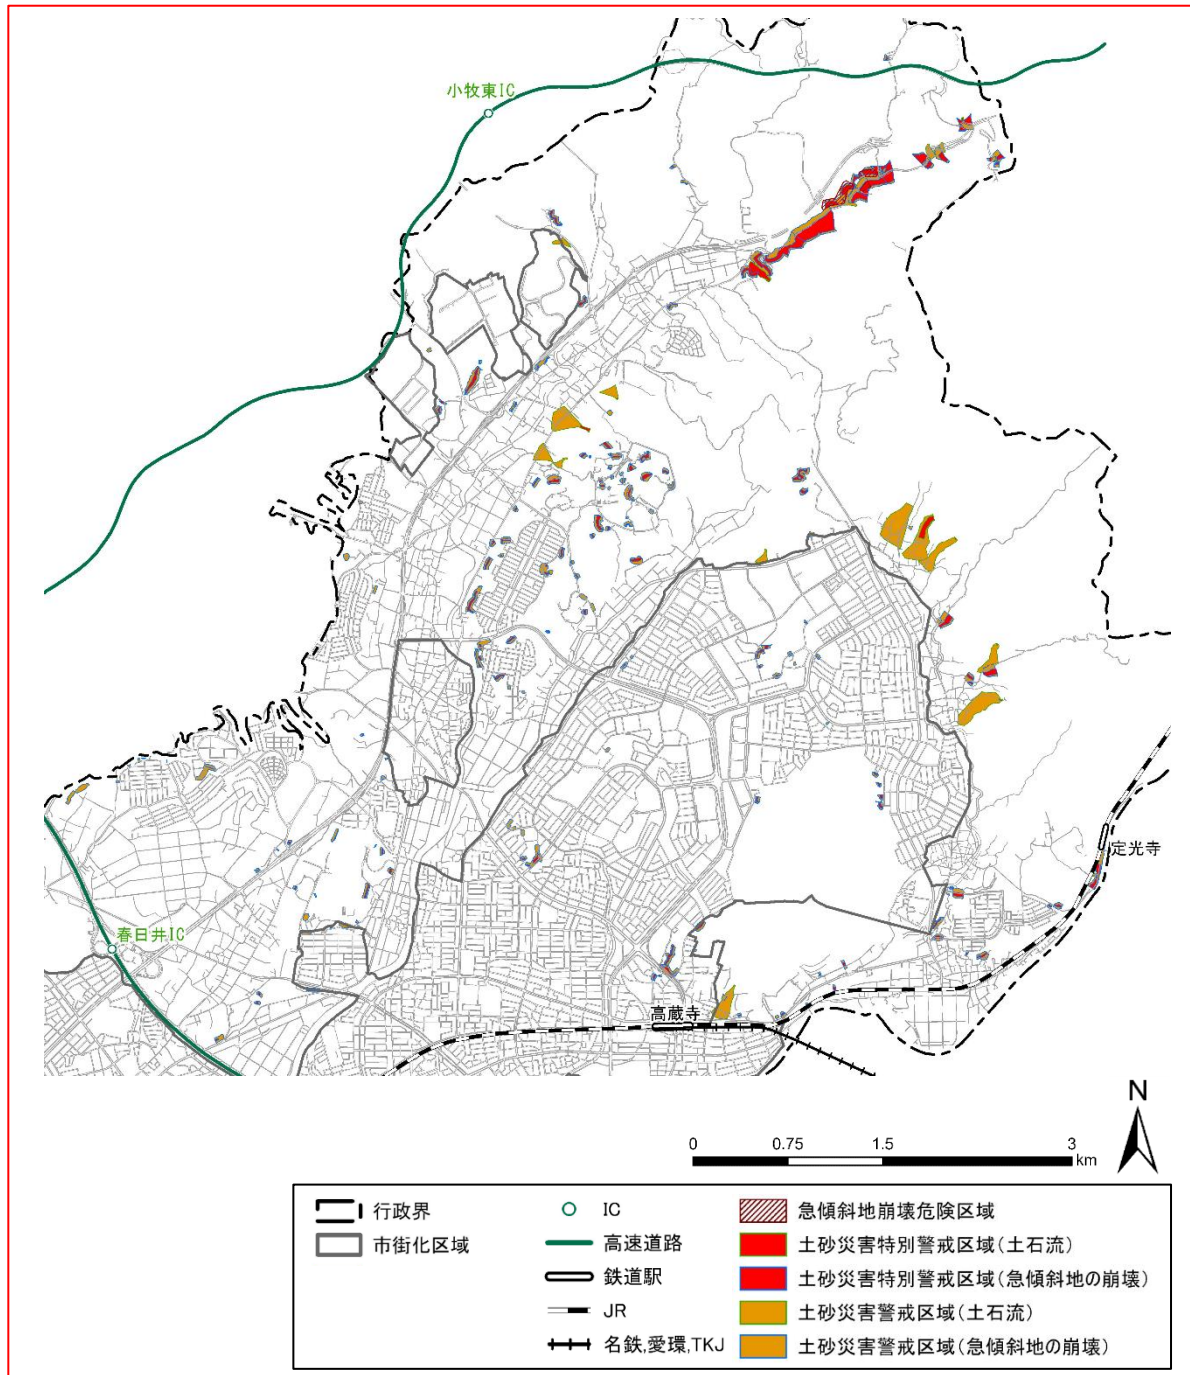 小牧東IC
定光寺
春日井IC
高蔵寺
N
0 0.75 1.5 3
km
行政界
市街化区域
IC
高速道路
鉄道駅
JR
名鉄,愛環,TKJ
急傾斜地崩壊危険区域
土砂災害特別警戒区域(土石流)
土砂災害特別警戒区域(急傾斜地の崩壊)
土砂災害警戒区域(土石流)
土砂災害警戒区域(急傾斜地の崩壊)